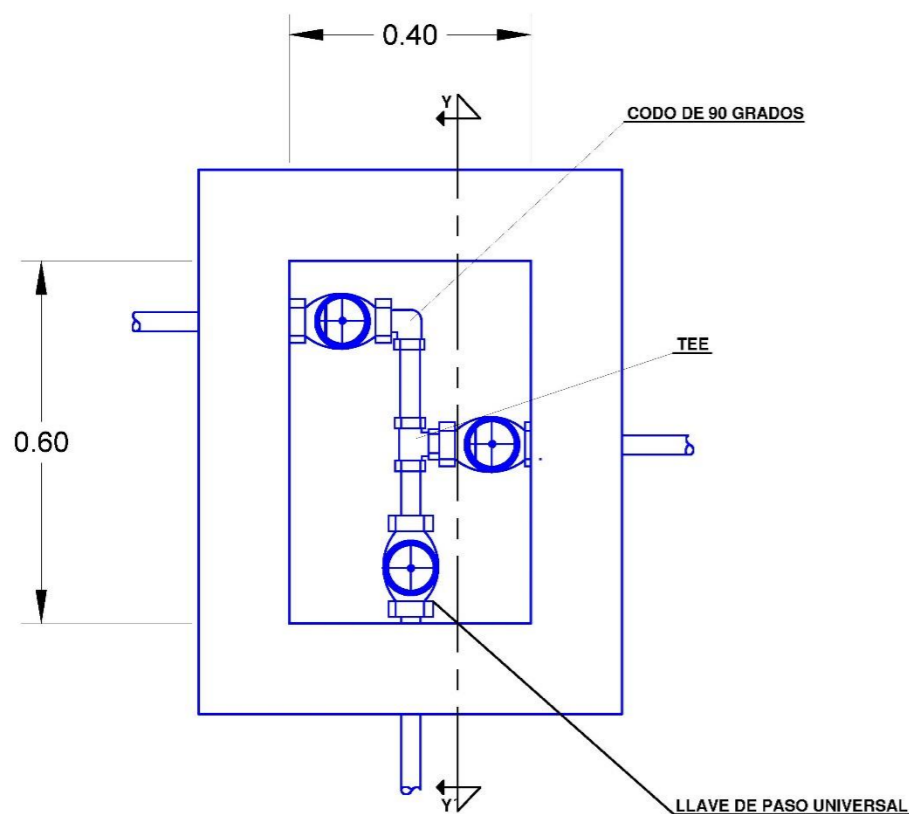 0.40
Y
CODO DE 90 GRADOS
TEE
0.60
Y'
LLAVE DE PASO UNIVERSAL